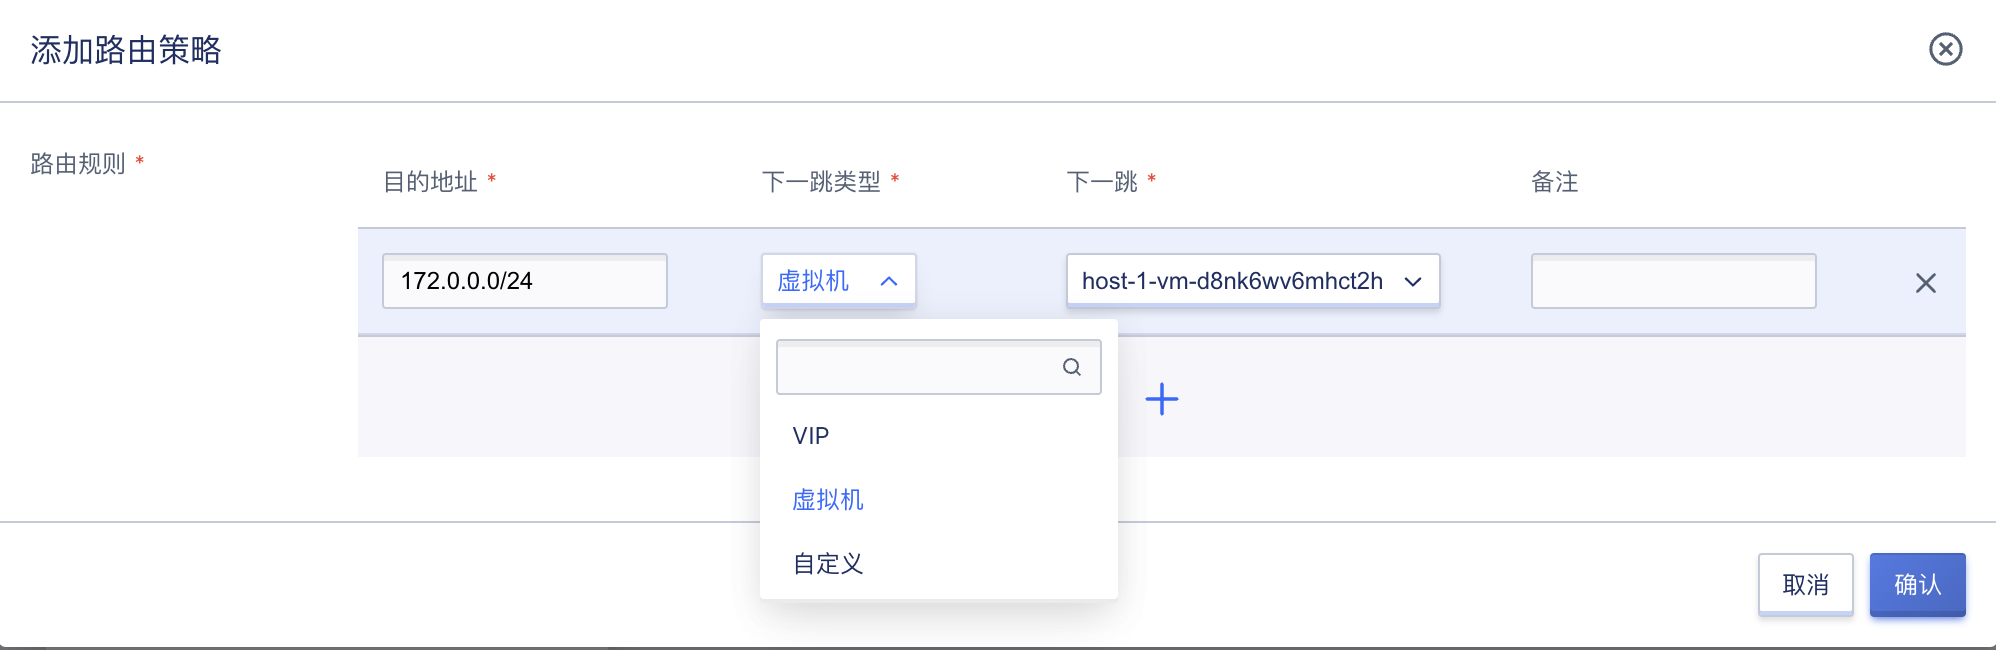 添加路由策略
路由规则 *
目的地址 * 下一跳类型 * 下一跳 * 备注
172.0.0.0/24 虚拟机 host-1-vm-d8nk6wv6mhct2h
VIP
虚拟机
自定义
取消 确认